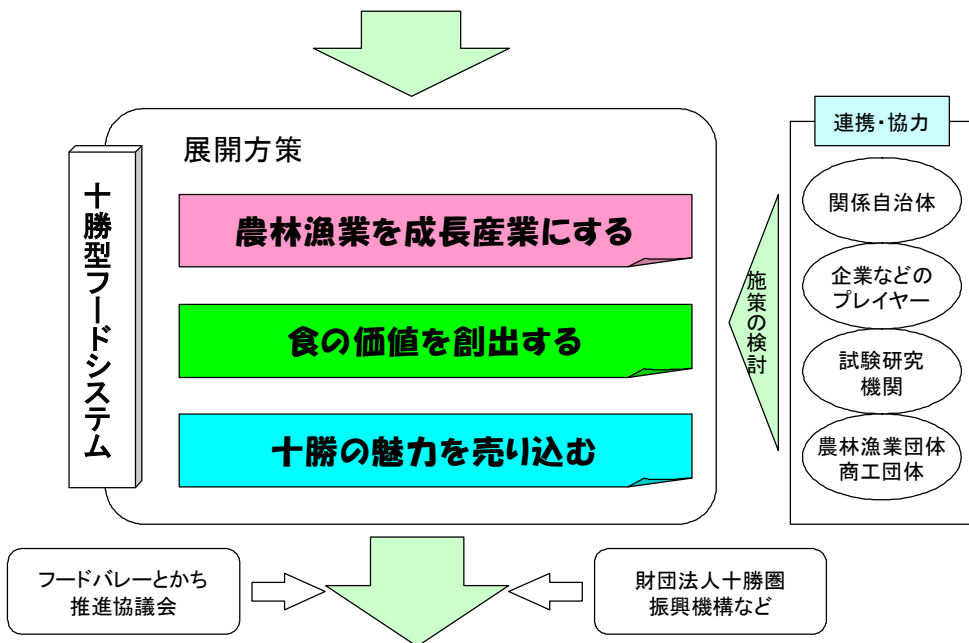 展開方策
十勝型フードシステム
農林漁業を成長産業にする
食の価値を創出する
十勝の魅力を売り込む
施策の検討
連携・協力
関係自治体
企業などの
プレイヤー
試験研究
機関
農林漁業団体
商工団体
フードバレーとかち
推進協議会
財団法人十勝圏
振興機構など